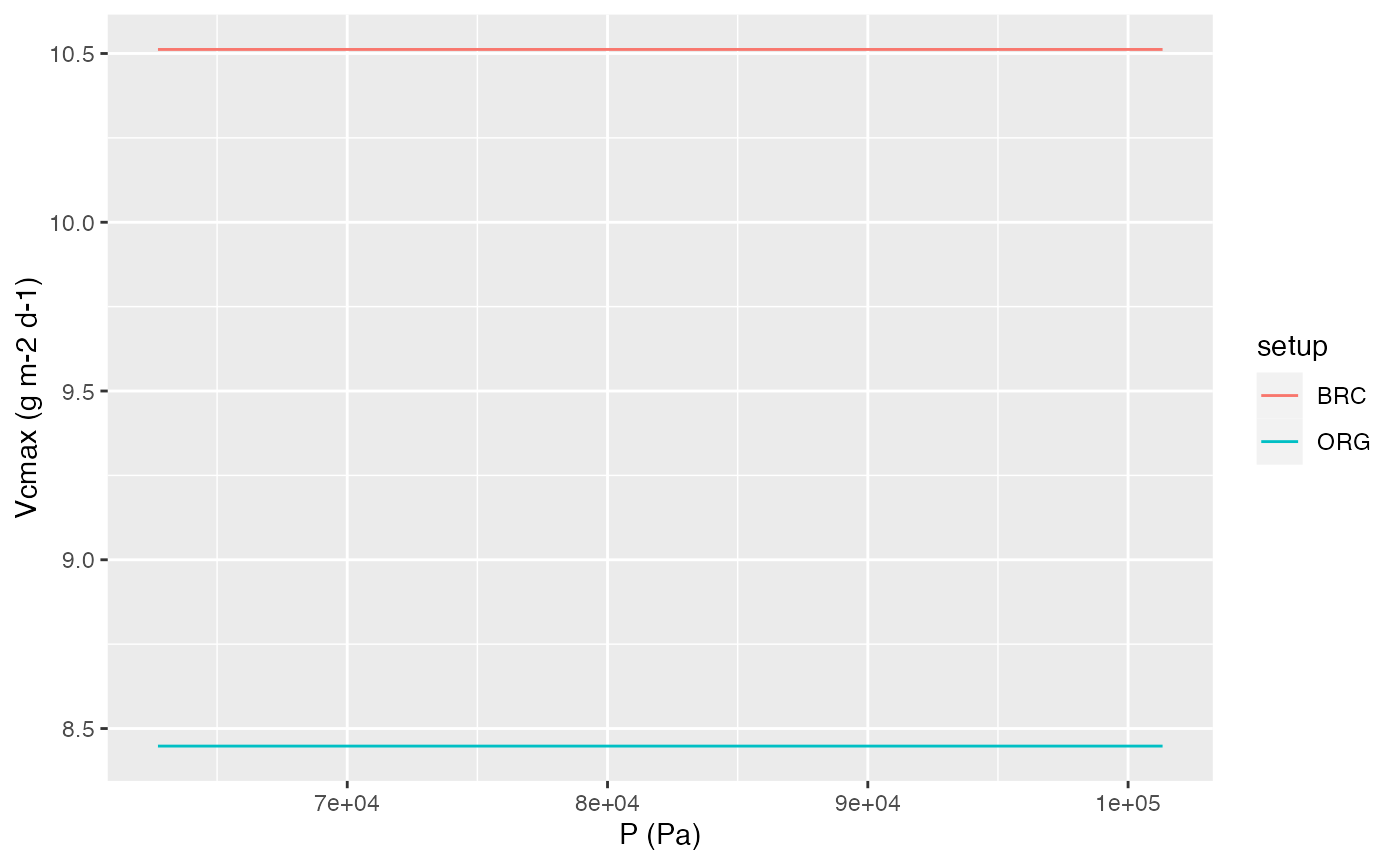 10.5
10.0
9.5
9.0
8.5
Vcmax (g m-2 d-1)
7e+04
8e+04
9e+04
1e+05
P (Pa)
setup
BRC
ORG